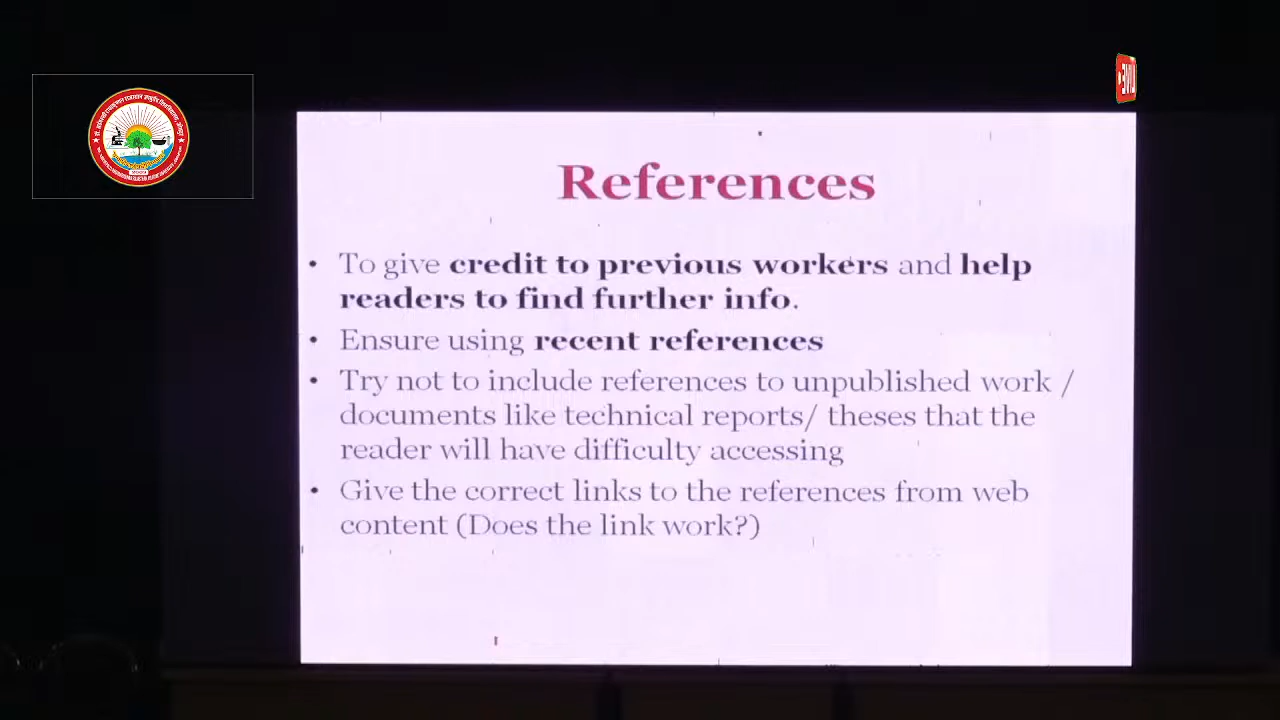 References
• To give credit to previous workers and help
readers to find further info.
• Ensure using recent references
• Try not to include references to unpublished work /
documents like technical reports/ theses that the
reader will have difficulty accessing
• Give the correct links to the references from web
content (Does the link work?)